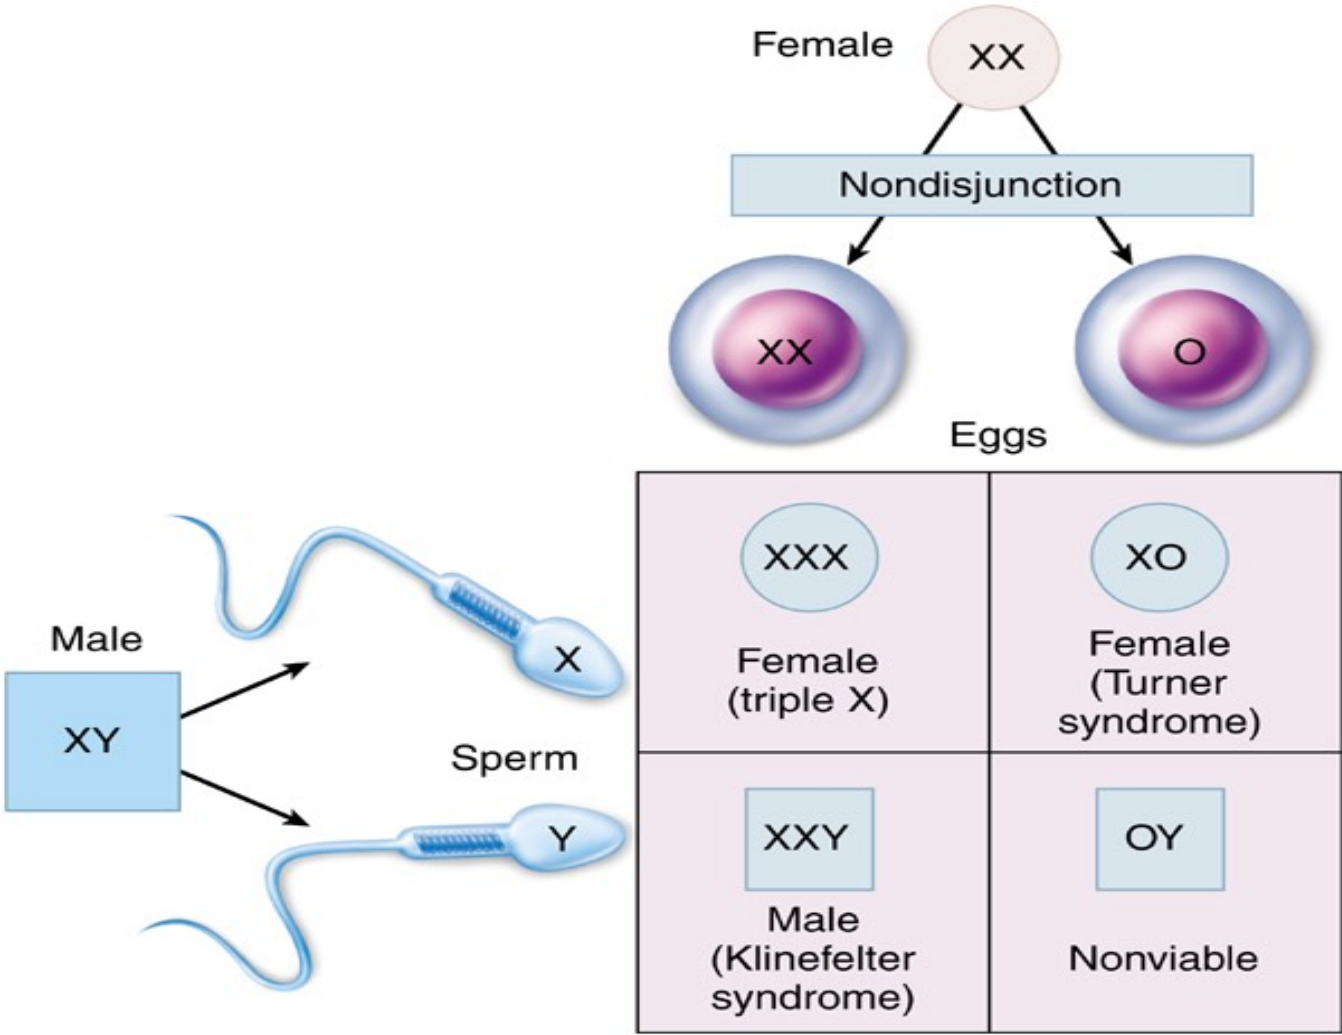 Female
XX
Nondisjunction
XX
O
Eggs
Male
XY
X
Sperm
Y
XXX
Female
(triple X)
XO
Female
(Turner
syndrome)
XXY
Male
(Klinefelter
syndrome)
OY
Nonviable